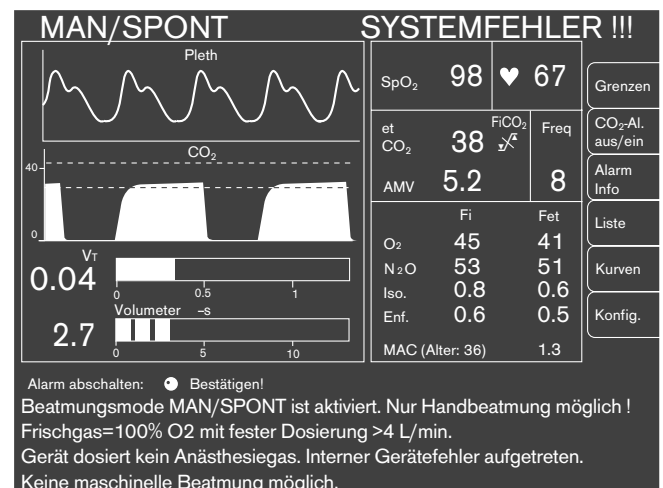 MAN/SPONT SYSTEMFEHLER !!!
Pleth
CO₂
40
0
VT
0.04
0 0.5 1
Volumeter –s
2.7
0 5 10
SpO₂ 98 ♥ 67
et CO₂ 38 FiCO₂ Freq
AMV 5.2 8
Fi Fet
O₂ 45 41
N₂O 53 51
Iso. 0.8 0.6
Enf. 0.6 0.5
MAC (Alter: 36) 1.3
Grenzen
CO₂-Al.
aus/ein
Alarm
Info
Liste
Kurven
Konfig.
Alarm abschalten: Bestätigen!
Beatmungsmode MAN/SPONT ist aktiviert. Nur Handbeatmung möglich !
Frischgas=100% O2 mit fester Dosierung >4 L/min.
Gerät dosiert kein Anästhesiegas. Interner Gerätefehler aufgetreten.
Keine maschinelle Beatmung möglich.